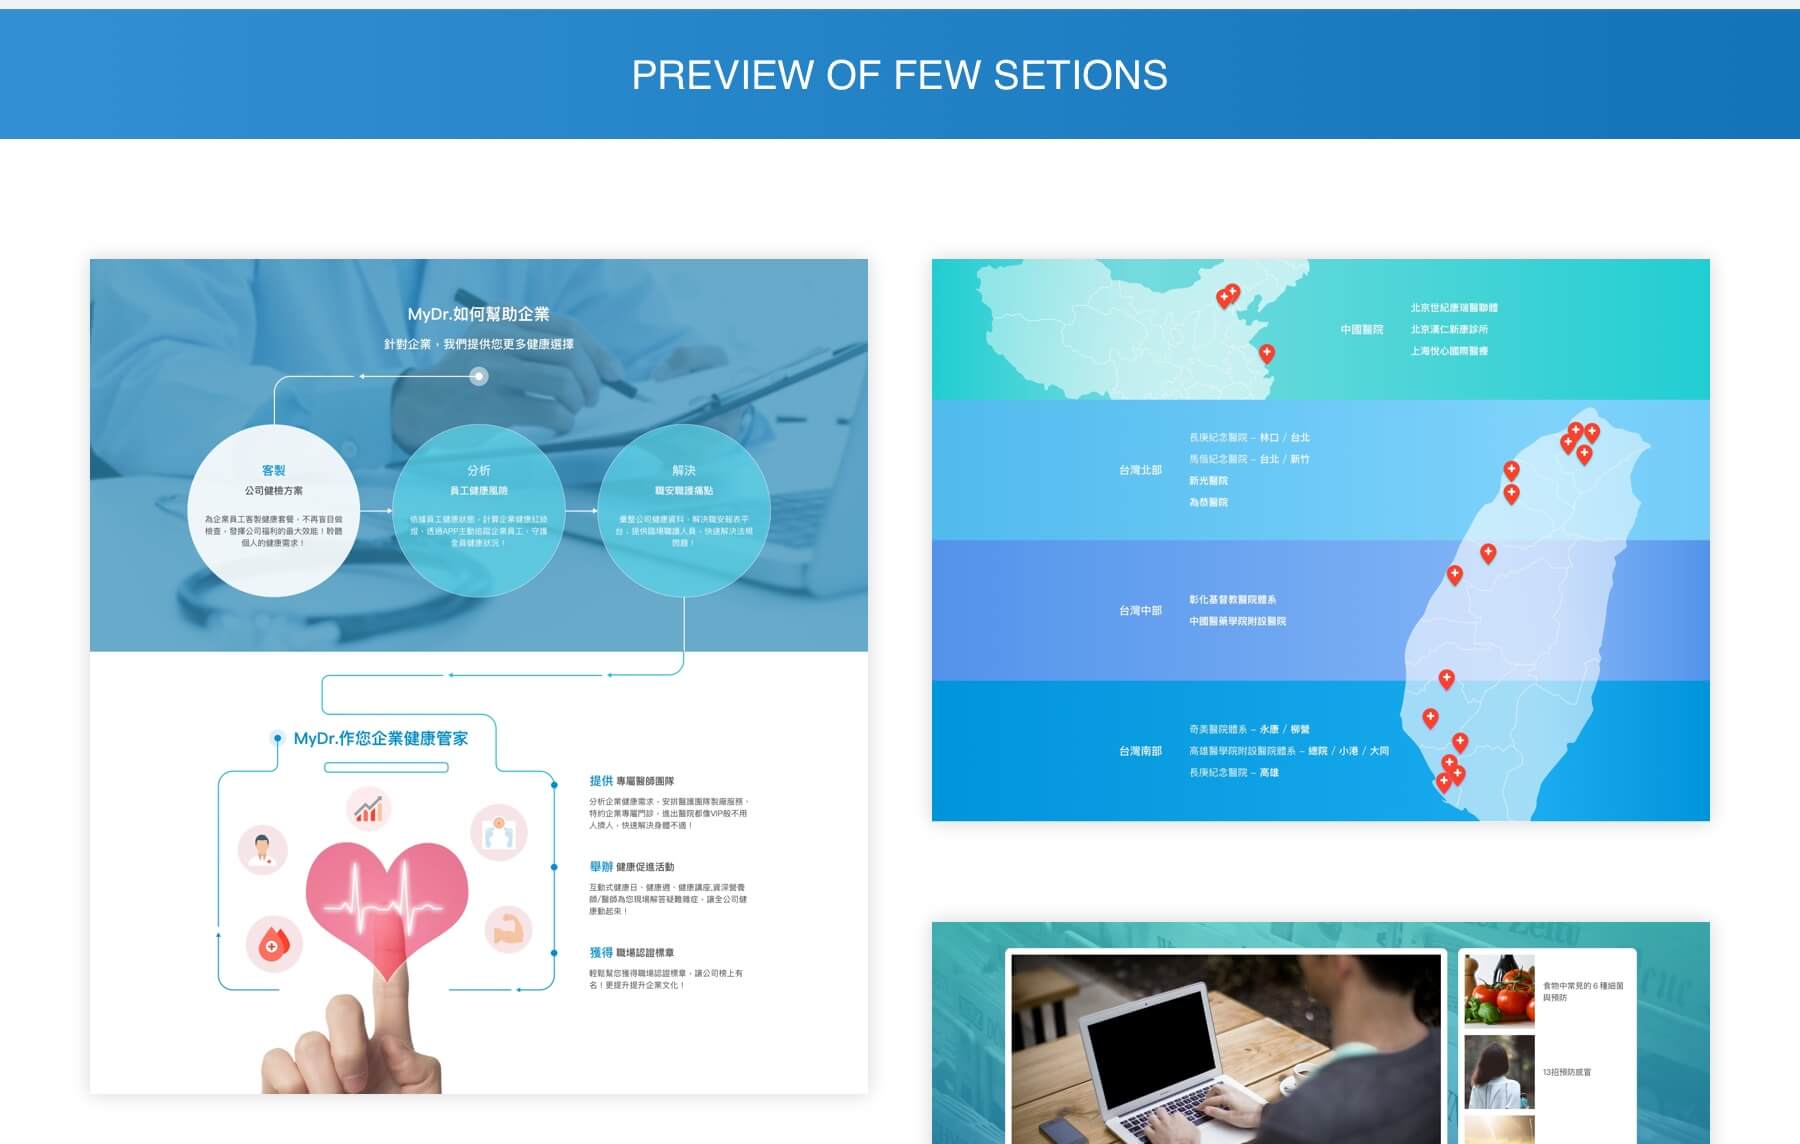 PREVIEW OF FEW SETIONS
MyDr.如何幫助企業
針對企業，我們提供您更多健康選擇
客製
公司健檢方案
為企業員工客製健康套餐，不再盲目做
檢查，發揮公司福利的最大效能！聆聽
個人的健康需求！
分析
員工健康風險
依據員工健康狀態，計算企業健康紅綠
燈，透過APP主動追蹤企業員工，守護
全員健康狀況！
解決
職安職護痛點
彙整公司健康資料，解決職安報表平
台；提供臨場職護人員，快速解決法規
問題！
MyDr.作您企業健康管家
提供 專屬醫師團隊
分析企業健康需求，安排醫護團隊製廠服務，
特約企業專屬門診，進出醫院都像VIP般不用
人擠人，快速解決身體不適！
舉辦 健康促進活動
互動式健康日、健康週、健康講座,資深營養
師/醫師為您現場解答疑難雜症，讓全公司健
康動起來！
獲得 職場認證標章
輕鬆幫您獲得職場認證標章，讓公司榜上有
名！更提升提升企業文化！
中國醫院
北京世紀康瑞醫聯體
北京漢仁新康診所
上海悅心國際醫療
台灣北部
長庚紀念醫院 – 林口 / 台北
馬偕紀念醫院 – 台北 / 新竹
新光醫院
為恭醫院
台灣中部
彰化基督教醫院體系
中國醫藥學院附設醫院
台灣南部
奇美醫院體系 – 永康 / 柳營
高雄醫學院附設醫院體系 – 總院 / 小港 / 大同
長庚紀念醫院 – 高雄
食物中常見的 6 種細菌
與預防
13招預防感冒